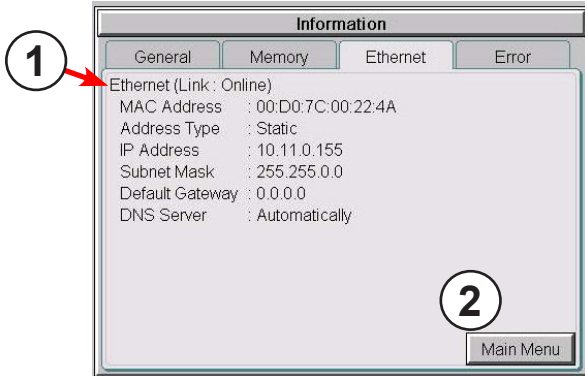 Information
General Memory Ethernet Error
1
Ethernet (Link : Online)
MAC Address : 00:D0:7C:00:22:4A
Address Type : Static
IP Address : 10.11.0.155
Subnet Mask : 255.255.0.0
Default Gateway : 0.0.0.0
DNS Server : Automatically
2
Main Menu